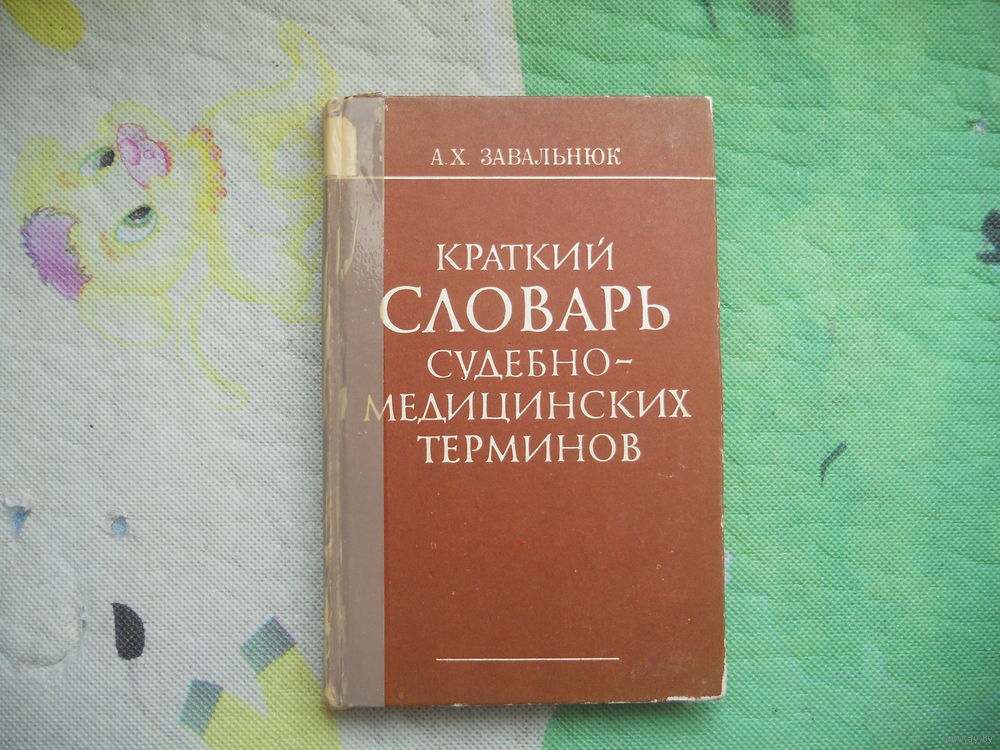 А.Х. ЗАВАЛЬНЮК
КРАТКИЙ
СЛОВАРЬ
СУДЕБНО-
МЕДИЦИНСКИХ
ТЕРМИНОВ